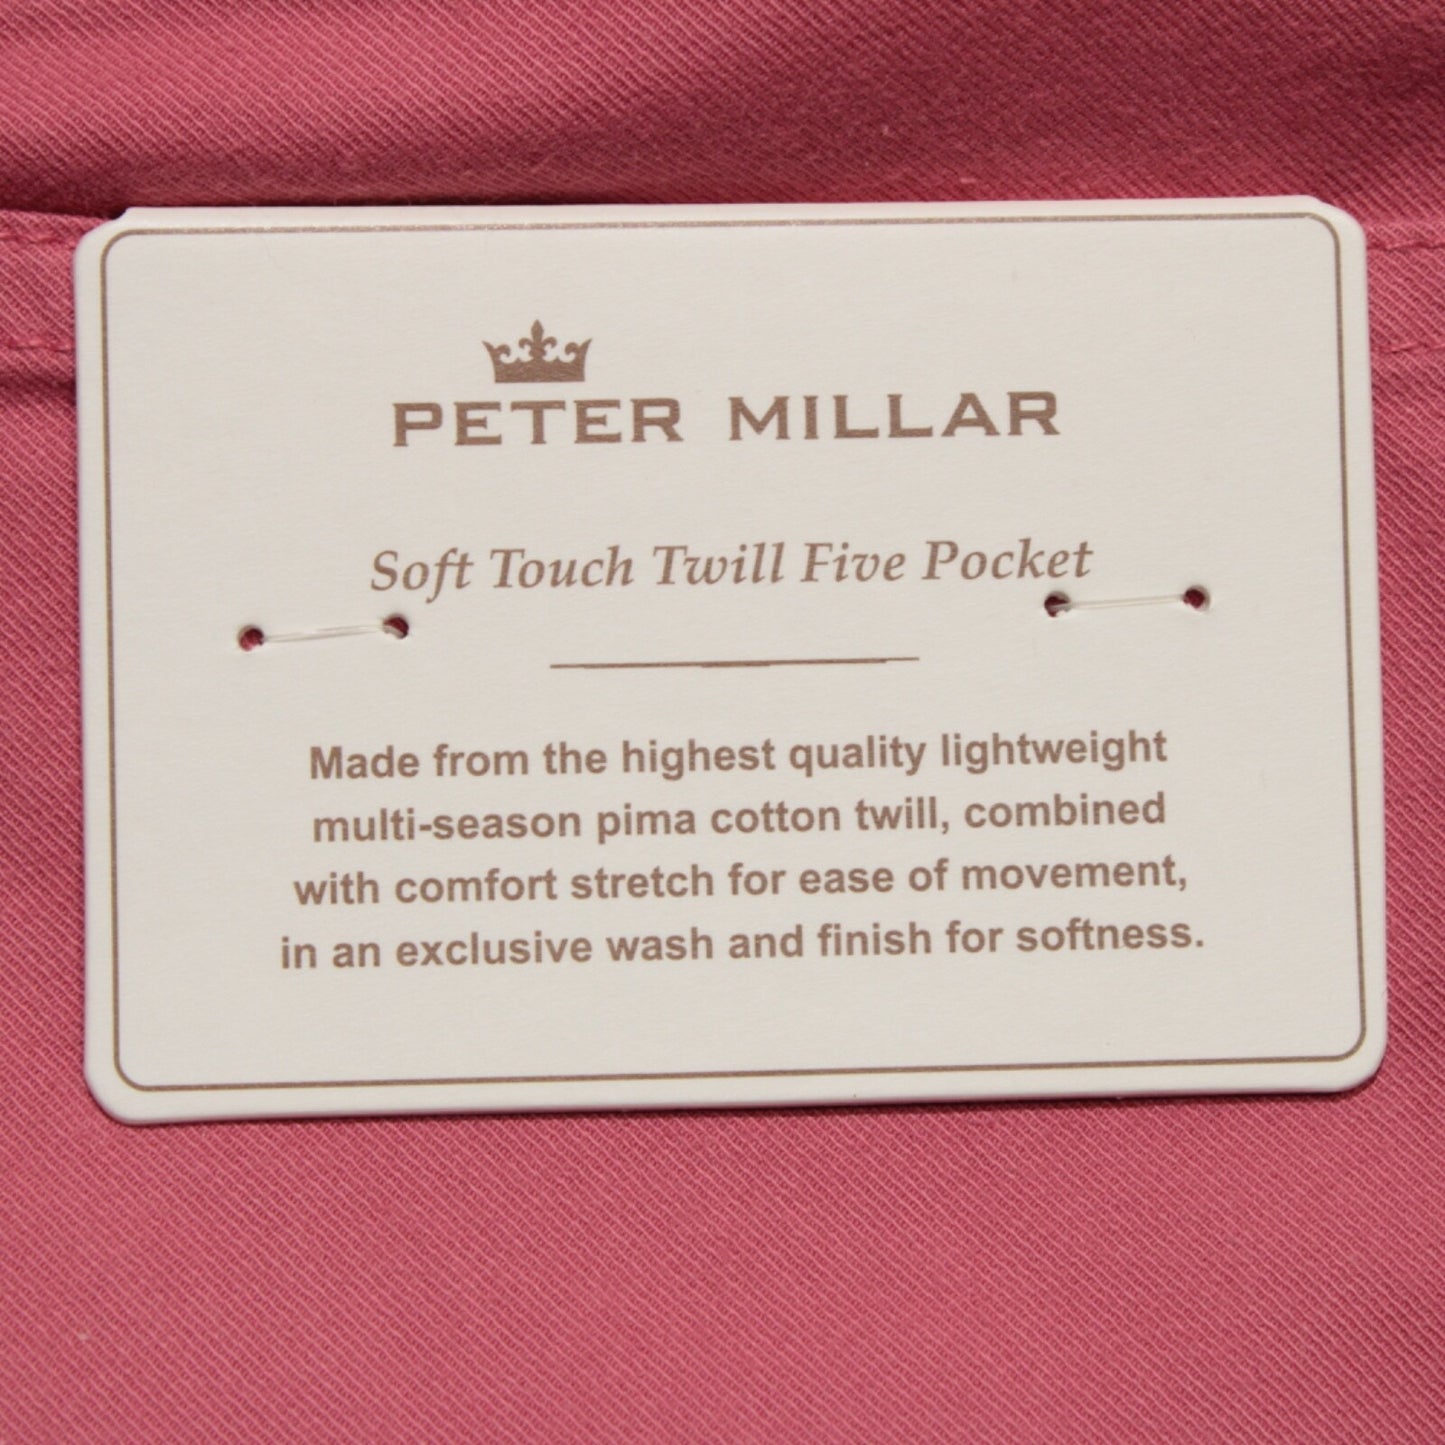 PETER MILLAR
Soft Touch Twill Five Pocket
Made from the highest quality lightweight
multi-season pima cotton twill, combined
with comfort stretch for ease of movement,
in an exclusive wash and finish for softness.